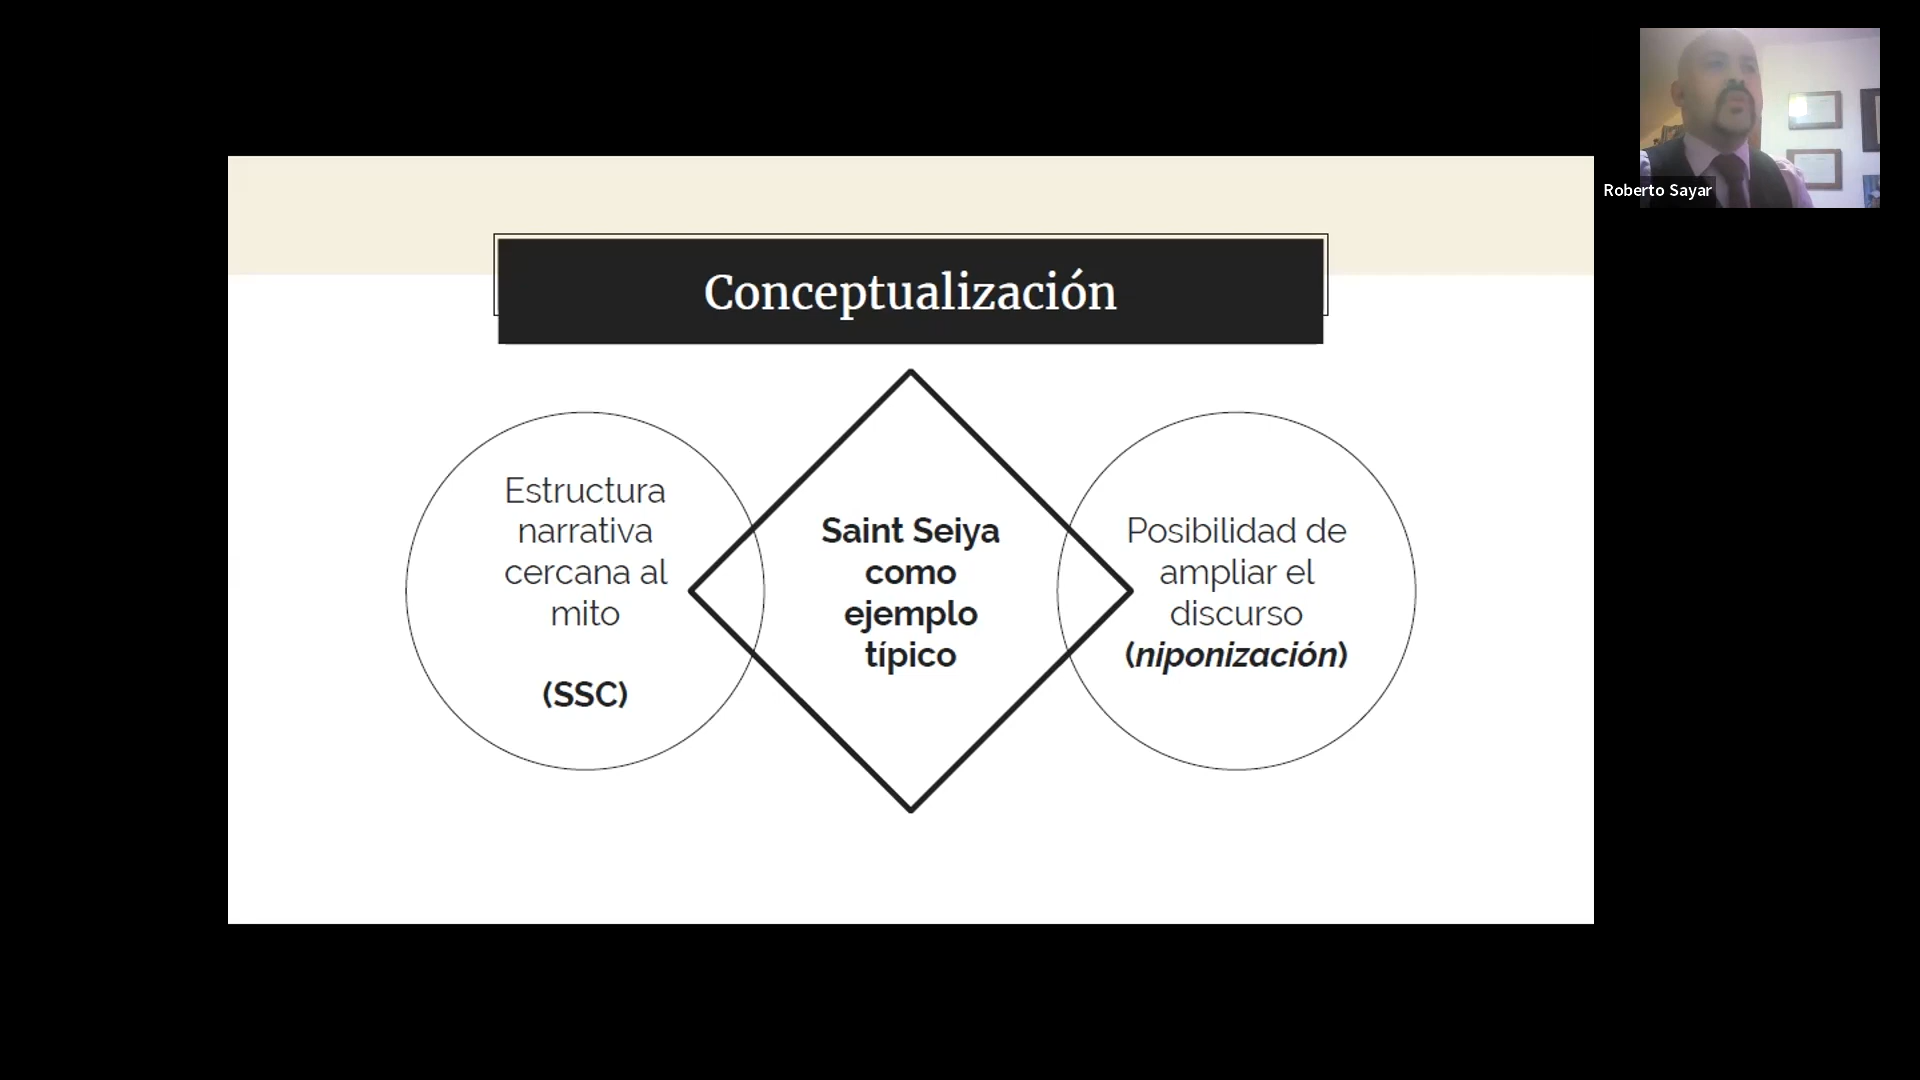 Roberto Sayar
Conceptualización
Estructura
narrativa
cercana al
mito
(SSC)
Saint Seiya
como
ejemplo
típico
Posibilidad de
ampliar el
discurso
(niponización)